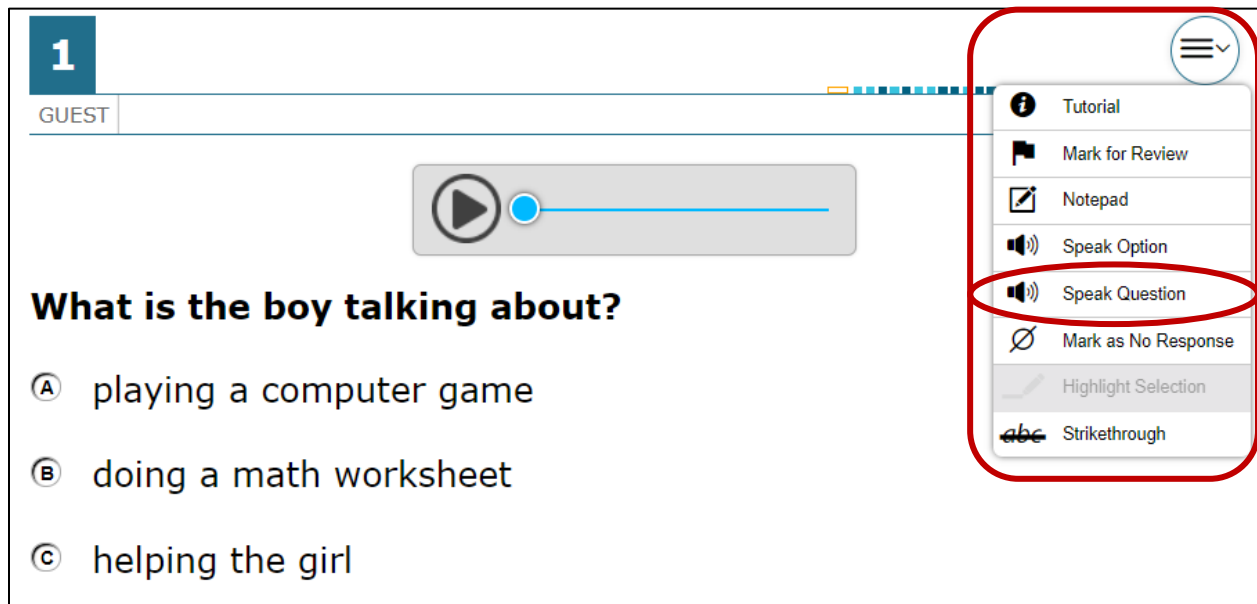 1
GUEST
Tutorial
Mark for Review
Notepad
Speak Option
Speak Question
Mark as No Response
Highlight Selection
abc Strikethrough
What is the boy talking about?
A playing a computer game
B doing a math worksheet
C helping the girl